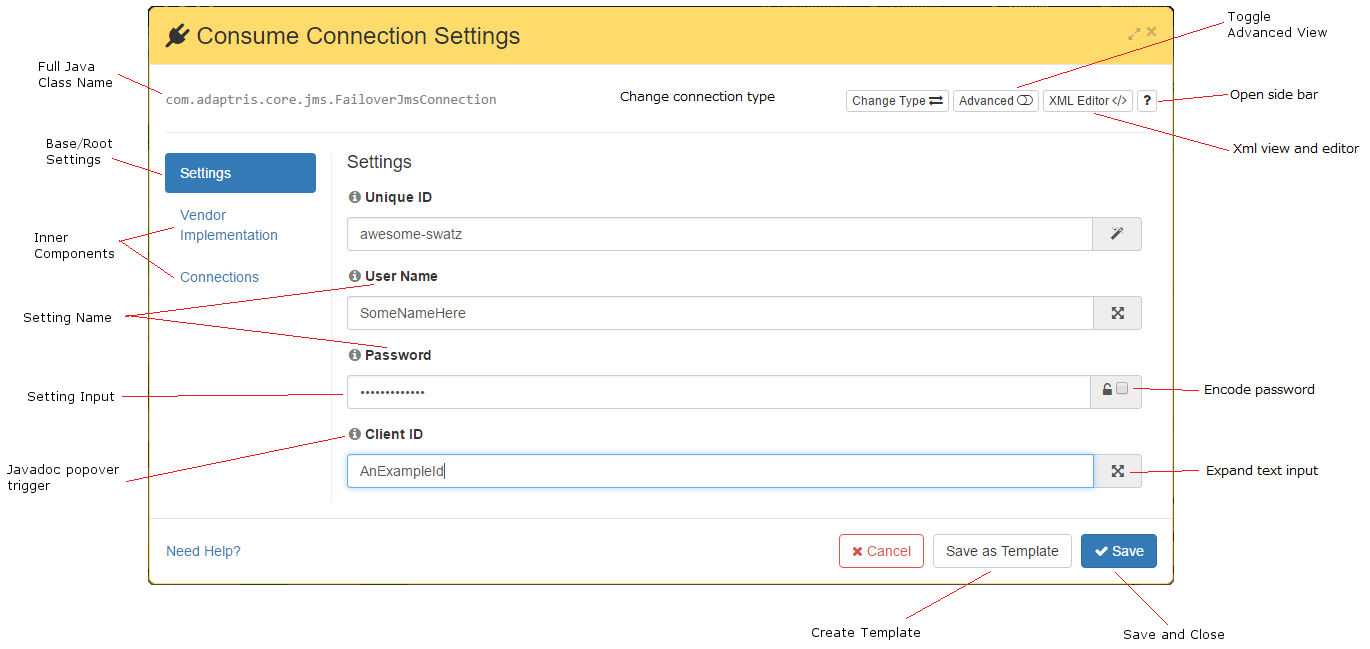 Toggle
Advanced View
Consume Connection Settings
Full Java
Class Name
com.adaptris.core.jms.FailoverJmsConnection
Change connection type
Change Type
Advanced
XML Editor </>
?
Open side bar
Xml view and editor
Base/Root
Settings
Settings
Vendor
Implementation
Connections
Inner
Components
Settings
Unique ID
awesome-swatz
User Name
SomeNameHere
Setting Name
Password
•••••••••••••
Setting Input
Encode password
Client ID
AnExampleId
Javadoc popover
trigger
Expand text input
Need Help?
Cancel
Save as Template
Save
Create Template
Save and Close